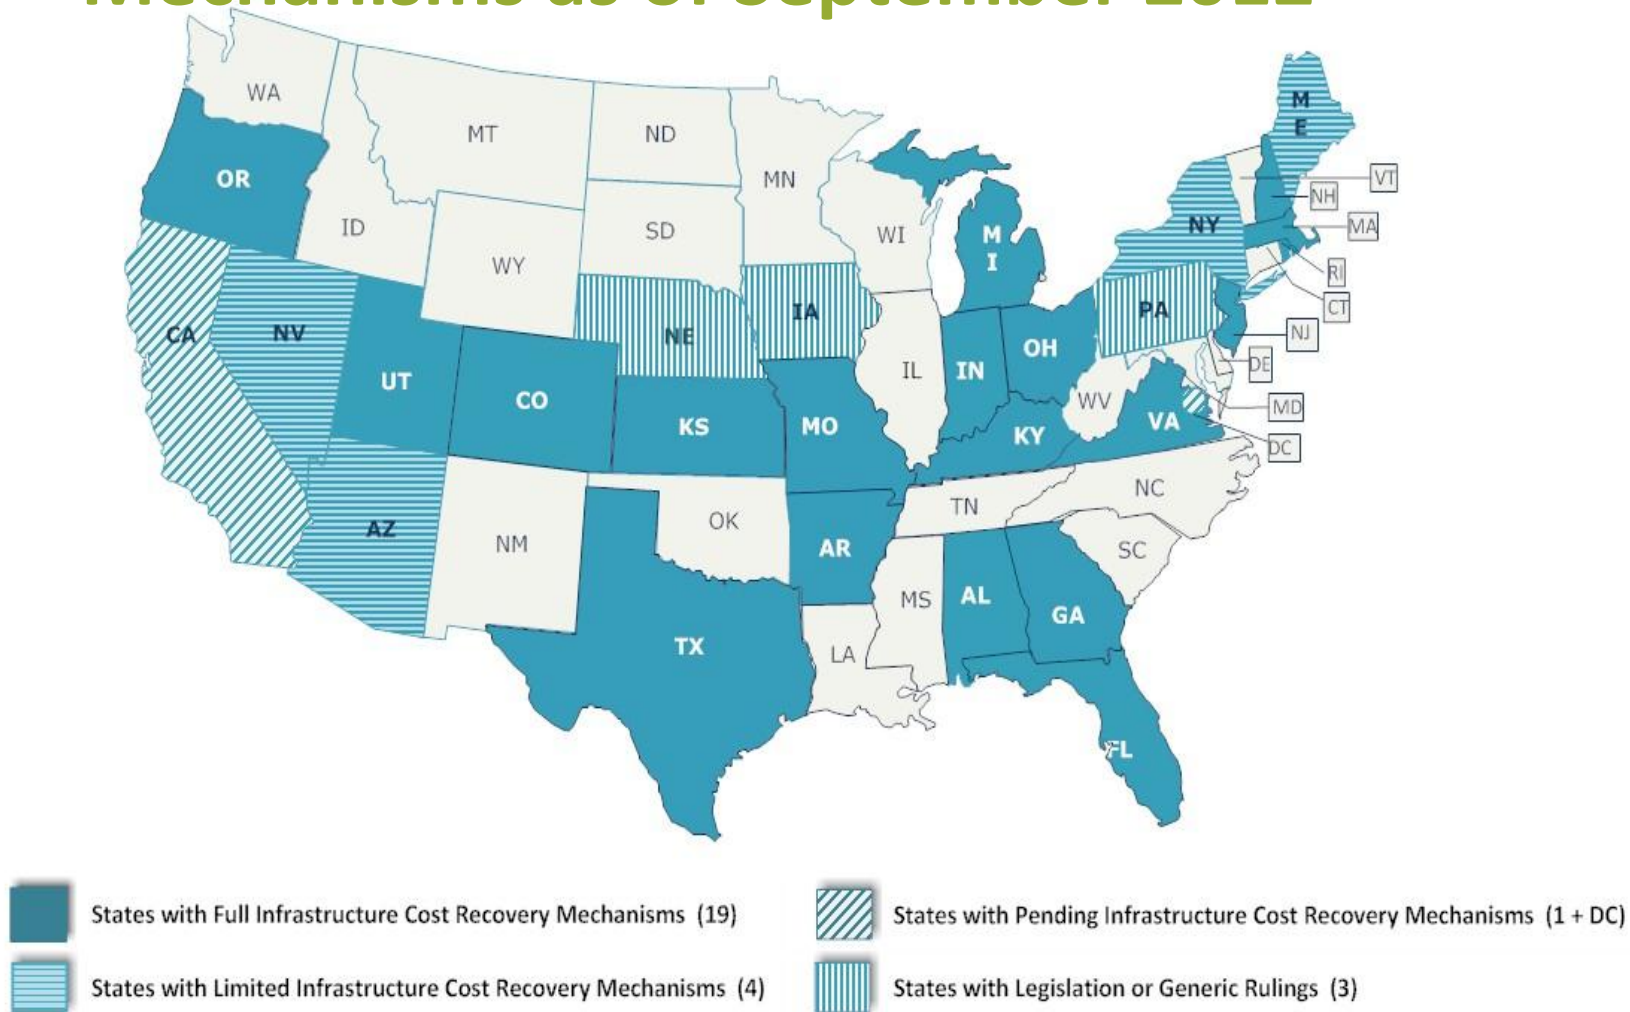 Mechanisms as of September 2011
WA
MT
ND
MN
OR
ID
WY
SD
WI
M
I
M
E
VT
NH
NY
MA
RI
CT
NJ
DE
MD
DC
CA
NV
UT
CO
NE
IA
PA
IL
IN
OH
WV
VA
KS
MO
KY
AZ
NM
OK
AR
TN
NC
SC
MS
AL
GA
TX
LA
FL
States with Full Infrastructure Cost Recovery Mechanisms (19)
States with Pending Infrastructure Cost Recovery Mechanisms (1 + DC)
States with Limited Infrastructure Cost Recovery Mechanisms (4)
States with Legislation or Generic Rulings (3)